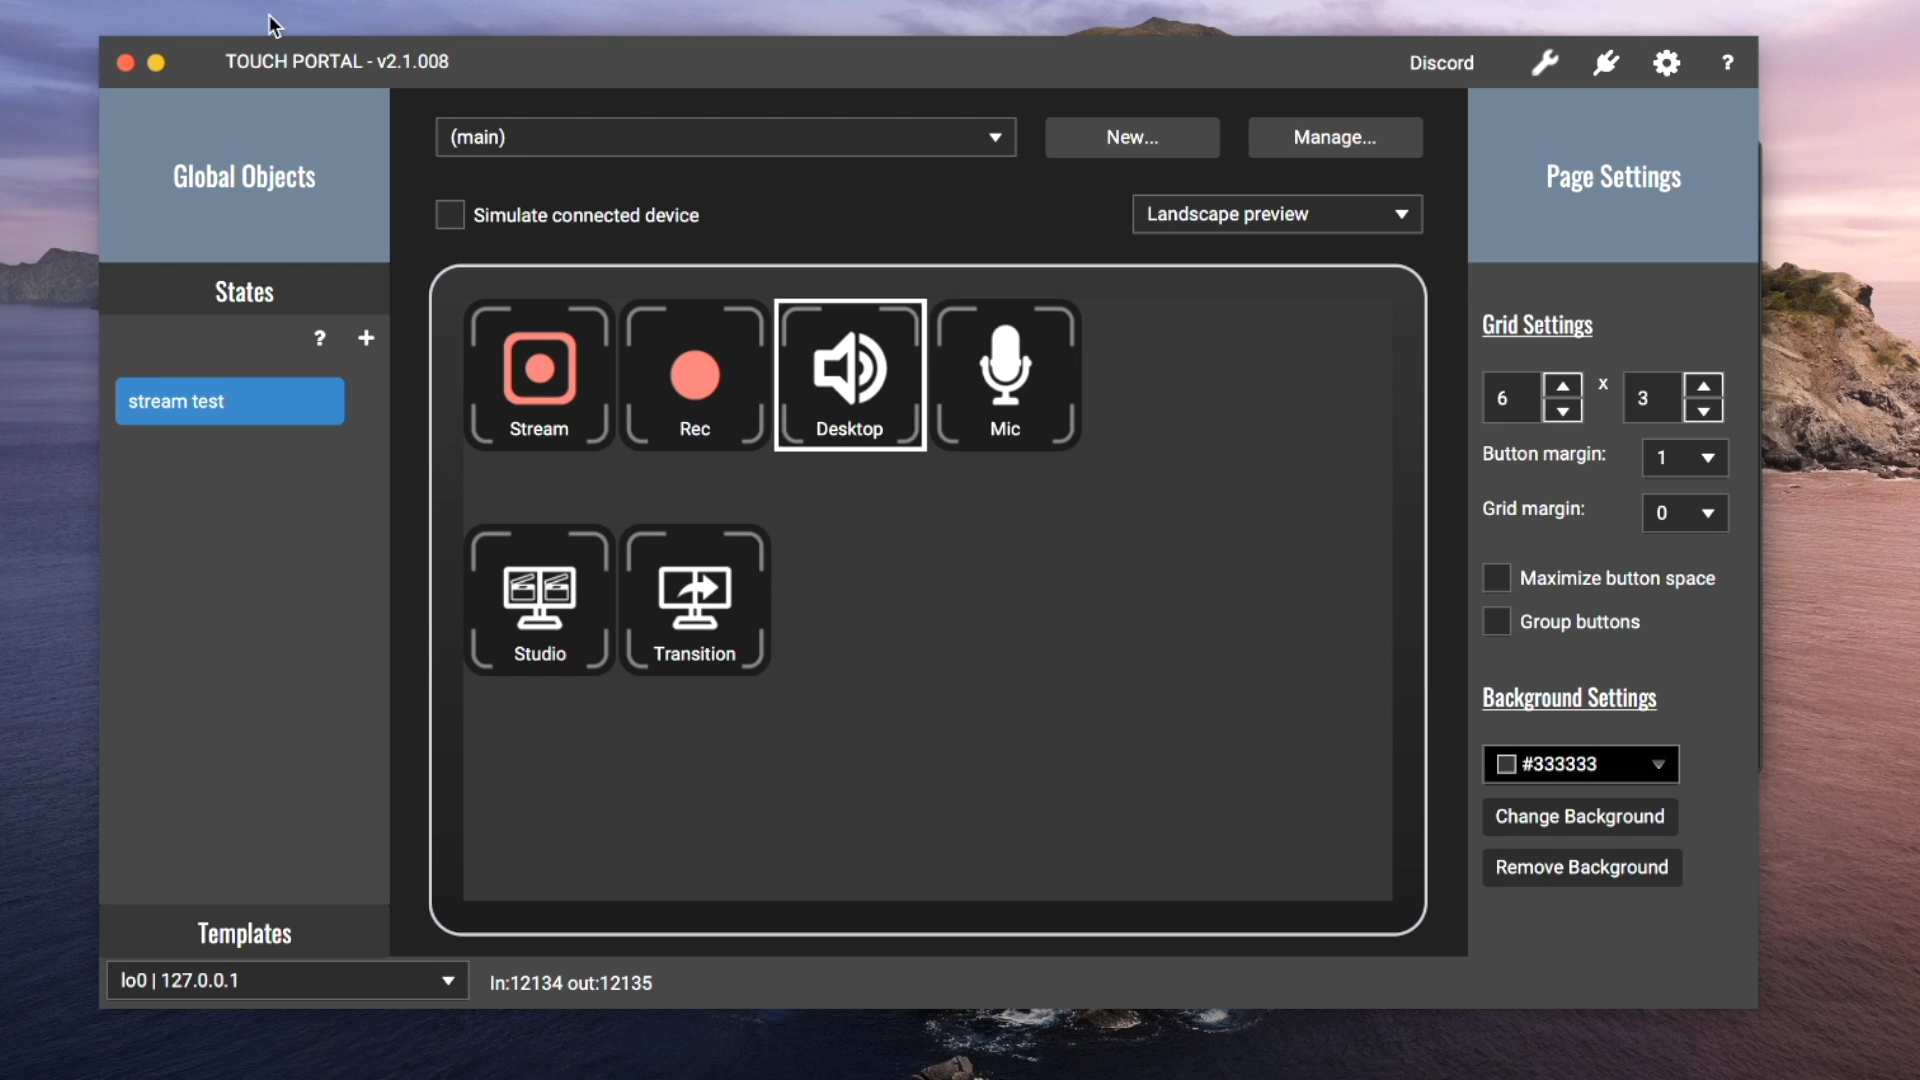 TOUCH PORTAL - v2.1.008
Discord
?
Global Objects
(main)
New...
Manage...
Page Settings
Simulate connected device
Landscape preview
States
? +
stream test
Stream
Rec
Desktop
Mic
Studio
Transition
Grid Settings
6 x 3
Button margin: 1
Grid margin: 0
Maximize button space
Group buttons
Background Settings
#333333
Change Background
Remove Background
Templates
lo0 | 127.0.0.1
In:12134 out:12135